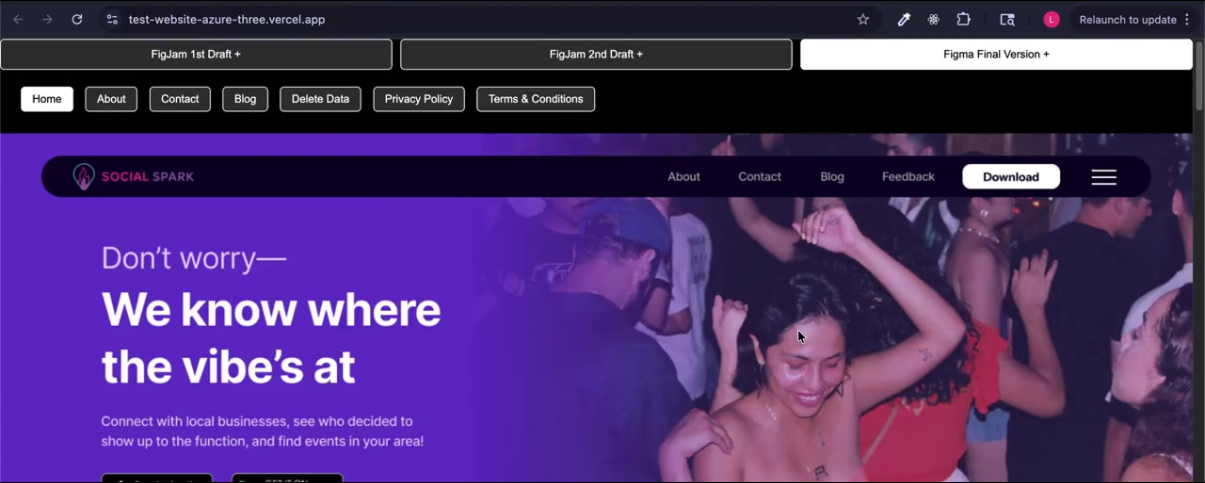 test-website-azure-three.vercel.app
L
Relaunch to update
FigJam 1st Draft +
FigJam 2nd Draft +
Figma Final Version +
Home
About
Contact
Blog
Delete Data
Privacy Policy
Terms & Conditions
SOCIAL SPARK
About
Contact
Blog
Feedback
Download
Don't worry—
We know where
the vibe's at
Connect with local businesses, see who decided to
show up to the function, and find events in your area!